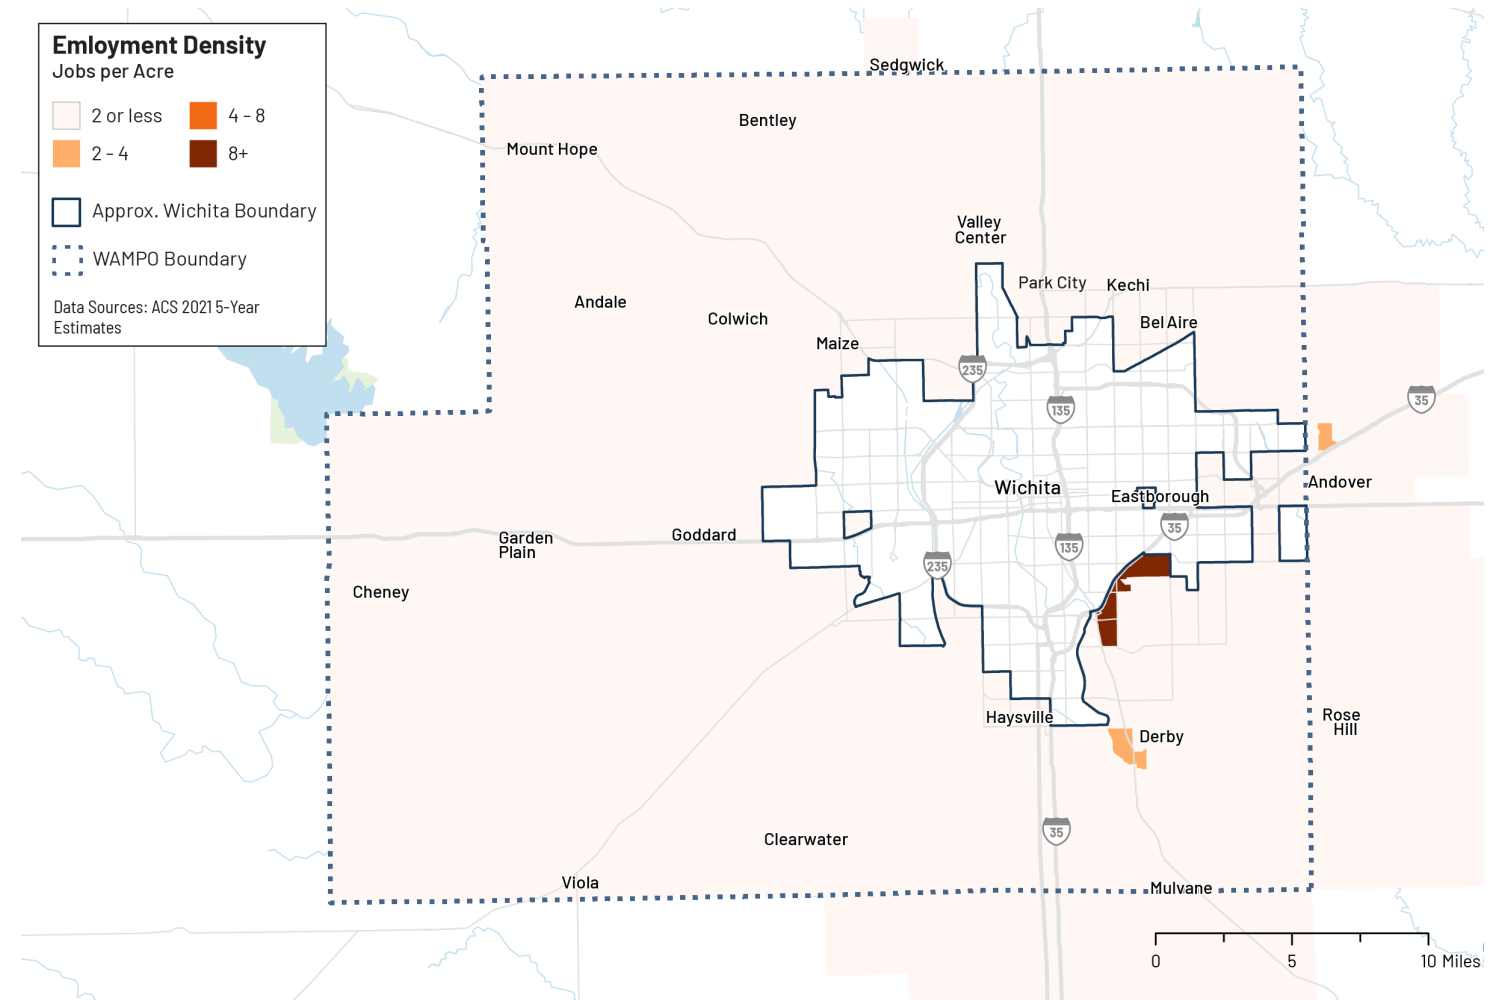 Emloyment Density
Jobs per Acre
2 or less
4 - 8
2 - 4
8+
Approx. Wichita Boundary
WAMPO Boundary
Data Sources: ACS 2021 5-Year
Estimates
Sedgwick
Bentley
Mount Hope
Valley
Center
Park City
Kechi
Andale
Colwich
Bel Aire
Maize
235
135
35
Wichita
Eastborough
Andover
35
Goddard
Garden
Plain
135
235
Cheney
Haysville
Rose
Hill
Derby
35
Clearwater
Viola
Mulvane
0
5
10 Miles